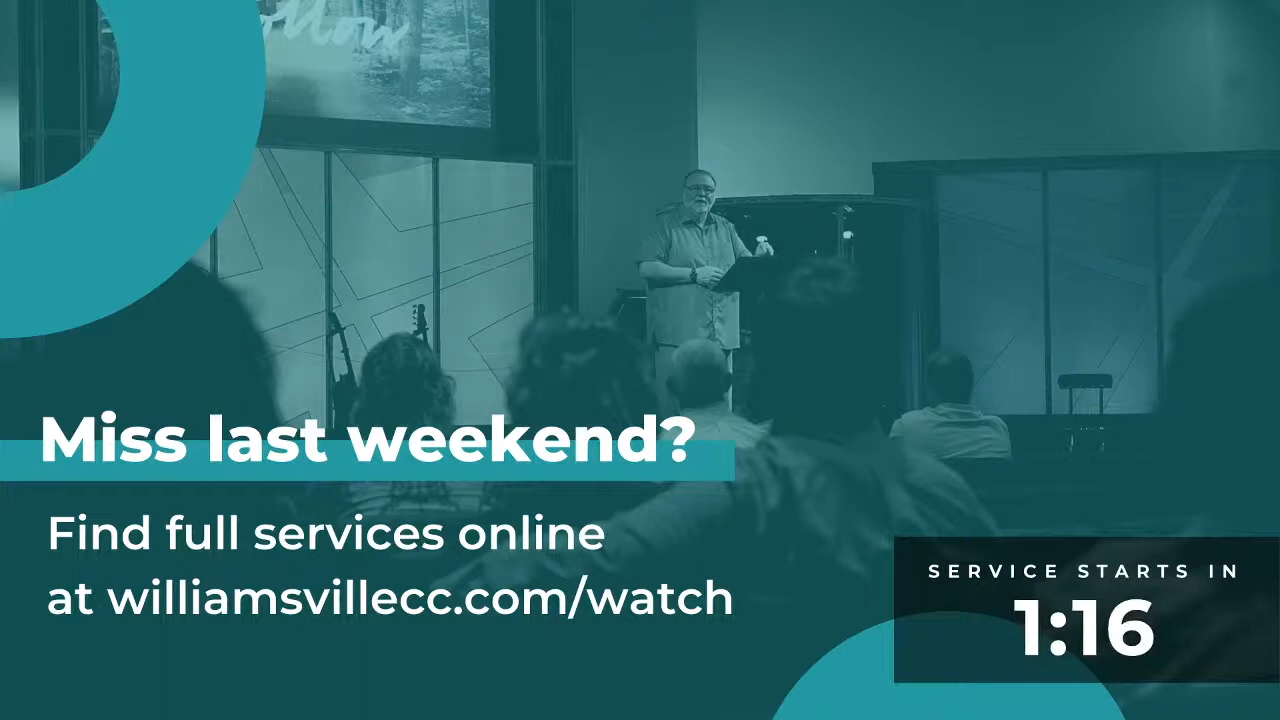 Miss last weekend?
Find full services online
at williamsvillecc.com/watch
SERVICE STARTS IN
1:16